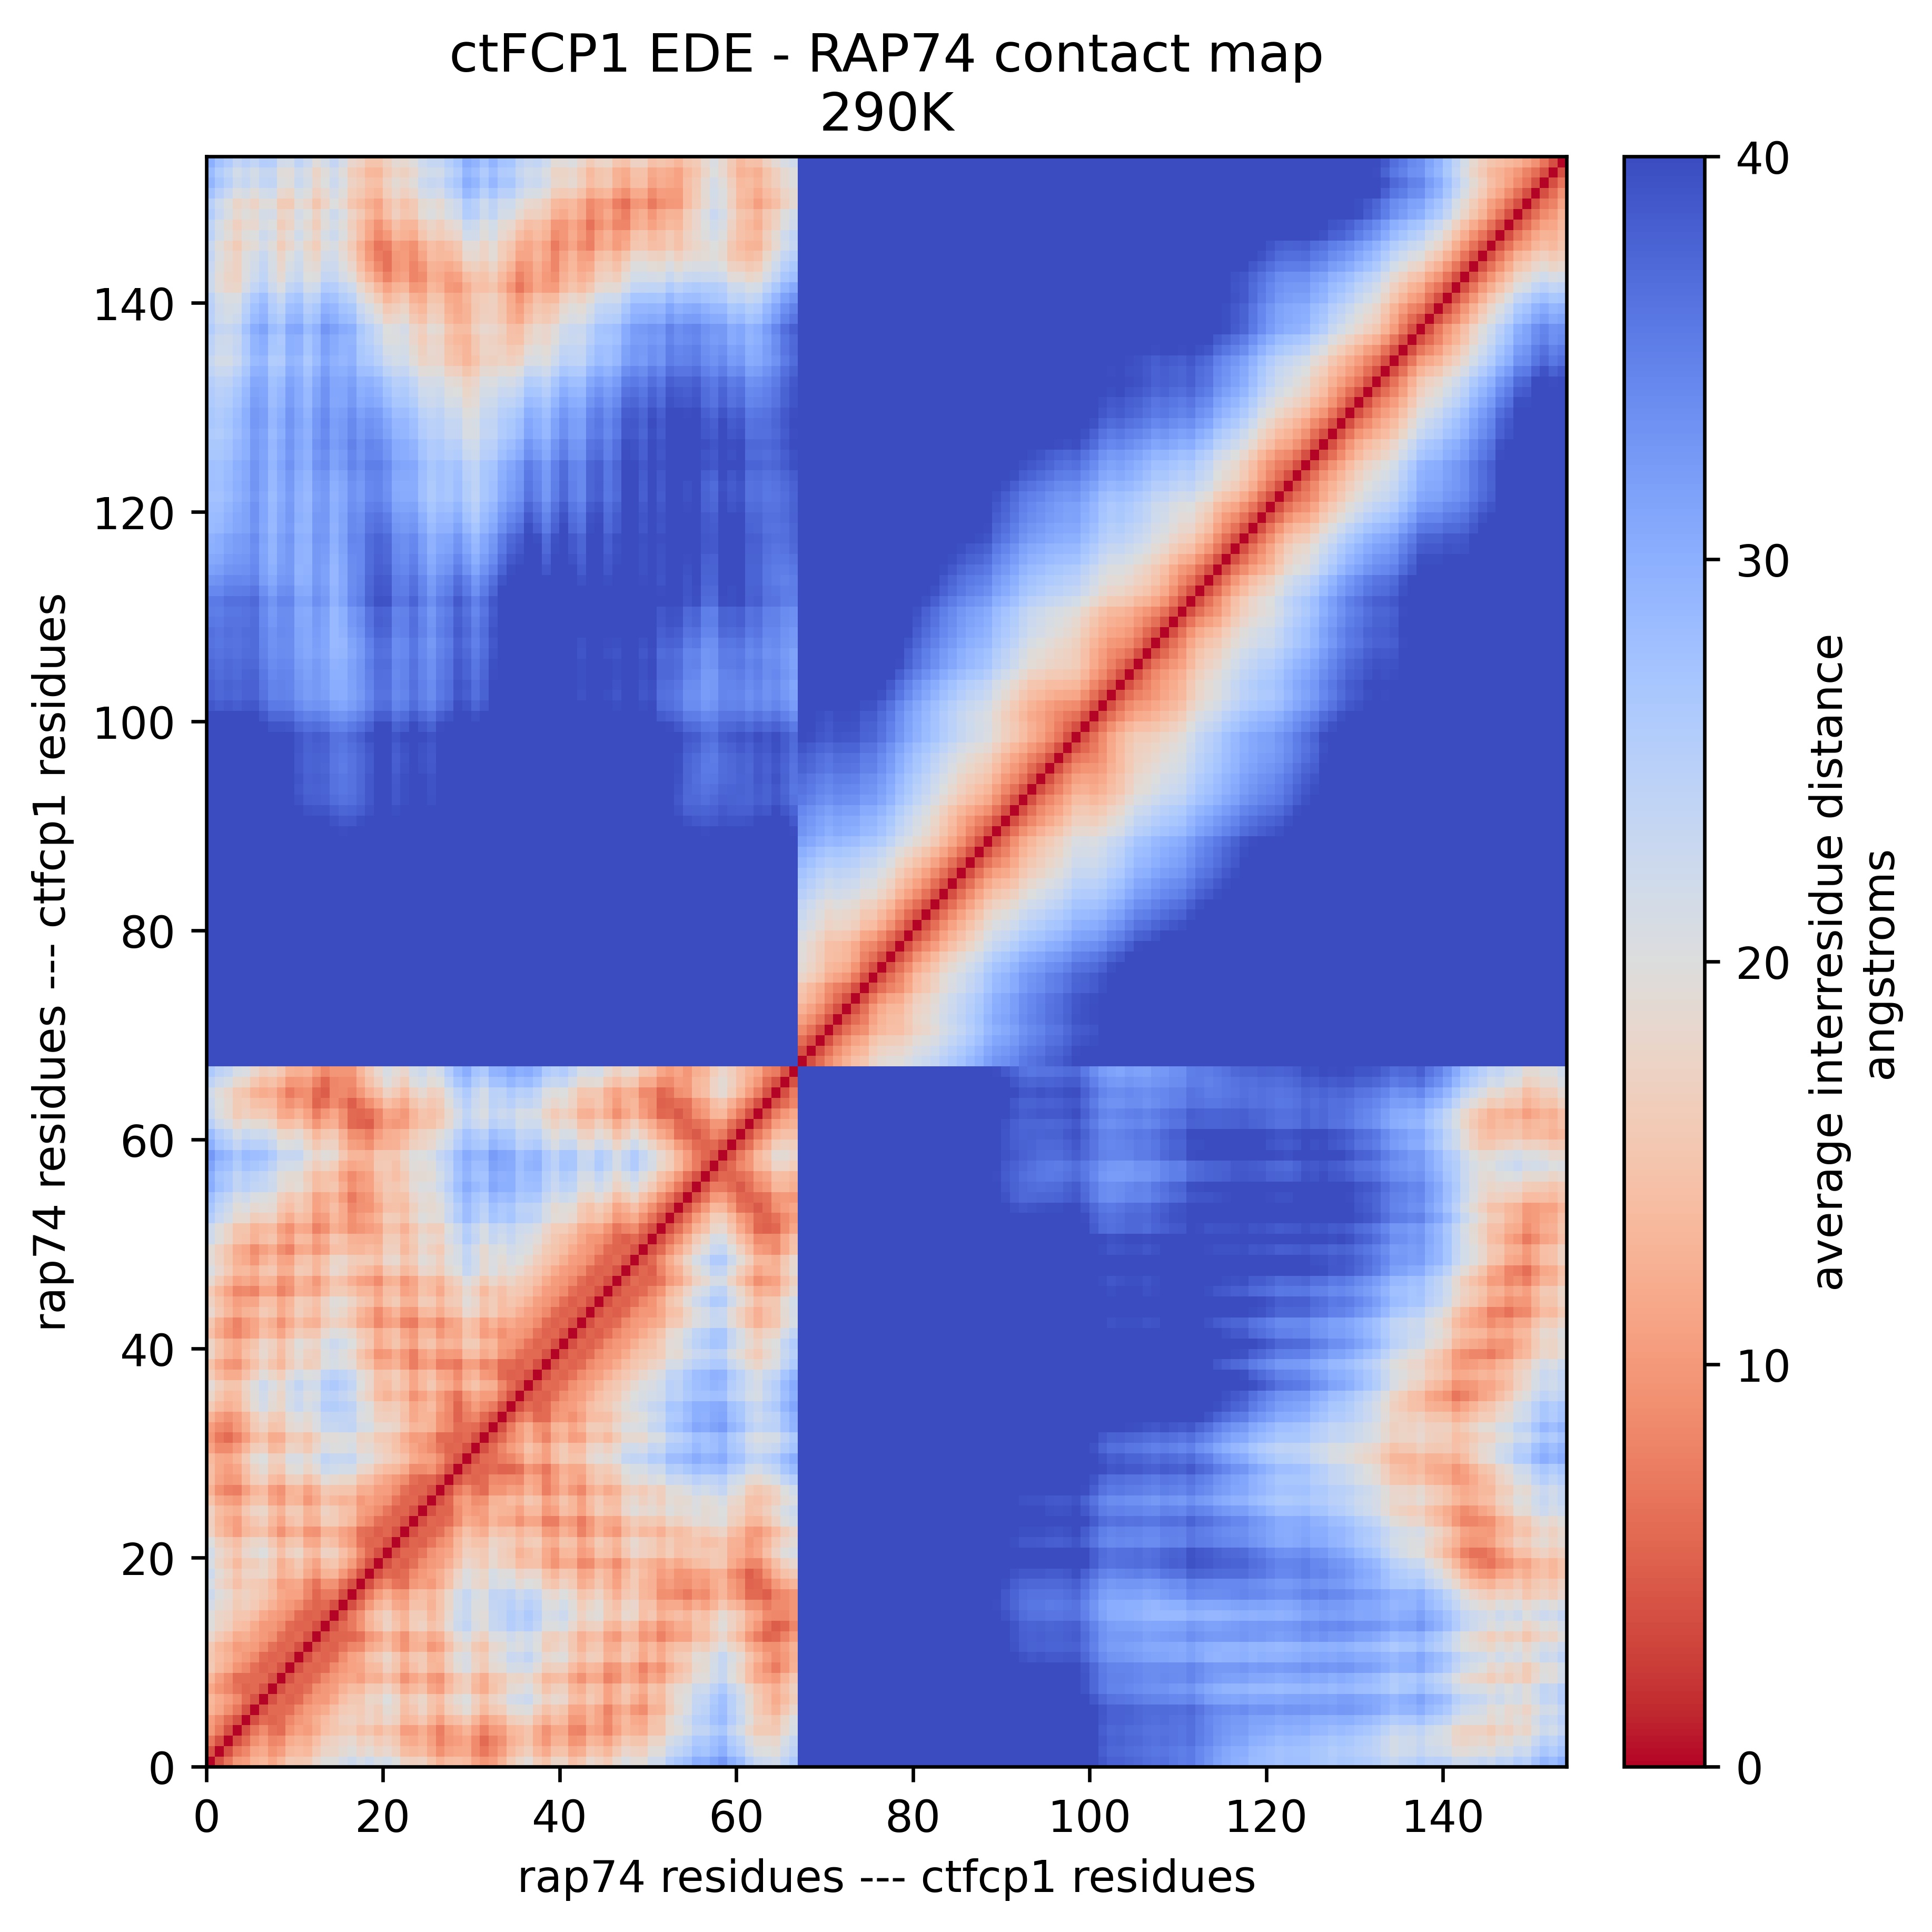 ctFCP1 EDE - RAP74 contact map
290K
rap74 residues --- ctfcp1 residues
140
120
100
80
60
40
20
0
0 20 40 60 80 100 120 140
rap74 residues --- ctfcp1 residues
40
30
20
10
0
average interresidue distance
angstroms